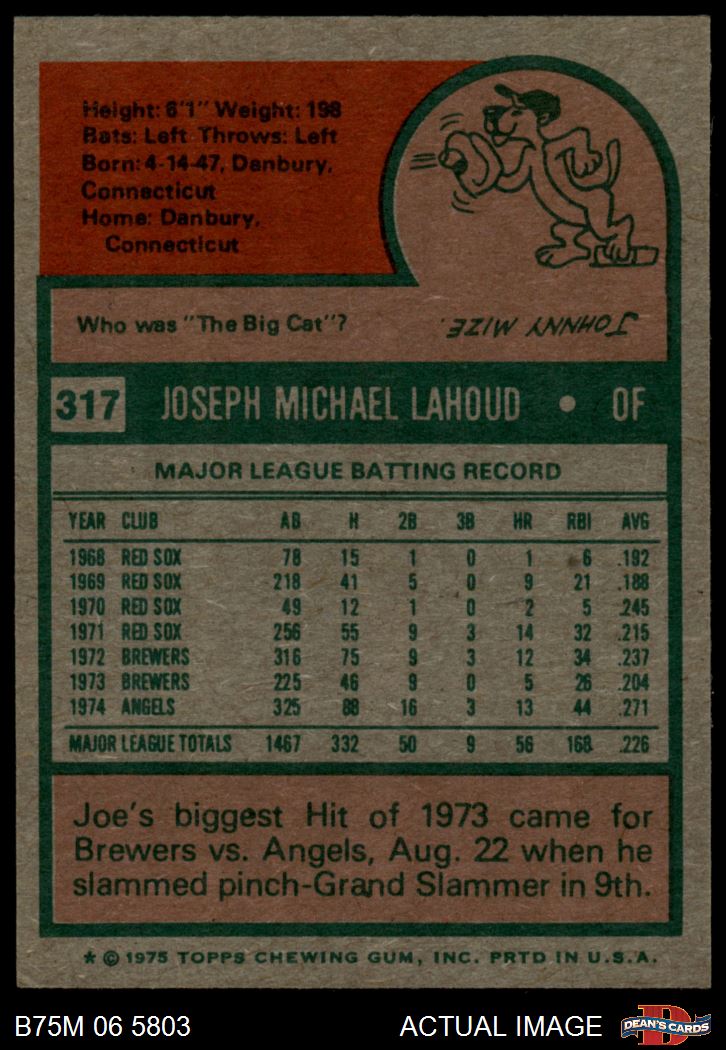 Height: 6'1" Weight: 198
Bats: Left Throws: Left
Born: 4-14-47, Danbury,
Connecticut
Home: Danbury,
Connecticut
Who was "The Big Cat"?
JOHNNY MIZE.
317 JOSEPH MICHAEL LAHOUD • OF
MAJOR LEAGUE BATTING RECORD
YEAR CLUB AB H 2B 3B HR RBI AVG
1968 RED SOX 78 15 1 0 1 6 .192
1969 RED SOX 218 41 5 0 9 21 .188
1970 RED SOX 49 12 1 0 2 5 .245
1971 RED SOX 256 55 9 3 14 32 .215
1972 BREWERS 316 75 9 3 12 34 .237
1973 BREWERS 225 46 9 0 5 26 .204
1974 ANGELS 325 88 16 3 13 44 .271
MAJOR LEAGUE TOTALS 1467 332 50 9 56 168 .226
Joe's biggest Hit of 1973 came for
Brewers vs. Angels, Aug. 22 when he
slammed pinch-Grand Slammer in 9th.
* © 1975 TOPPS CHEWING GUM, INC. PRTD IN U.S.A.
B75M 06 5803 ACTUAL IMAGE D DEAN'S CARDS